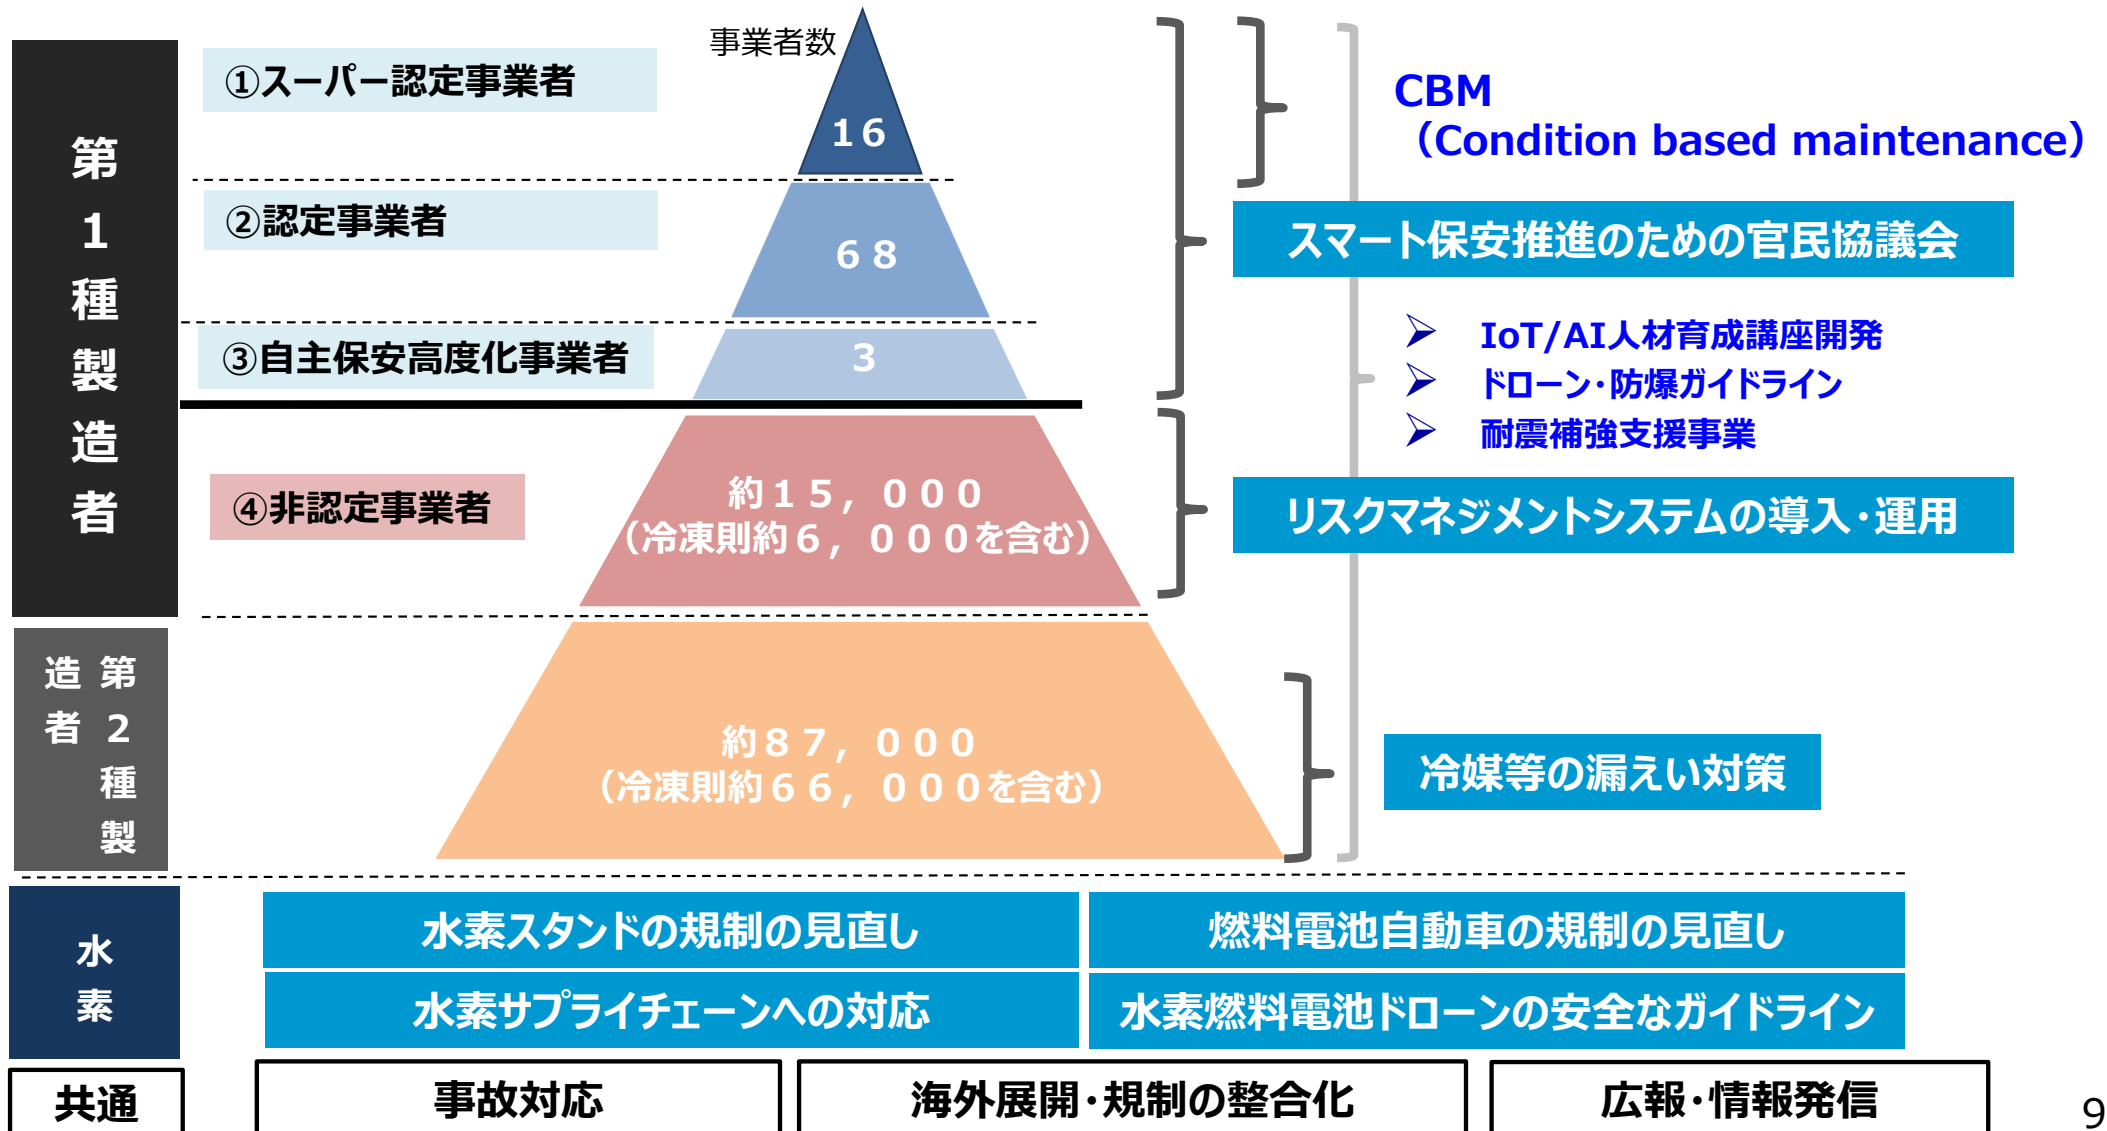 事業者数
第1種製造者
①スーパー認定事業者
16
CBM
（Condition based maintenance）
②認定事業者
68
スマート保安推進のための官民協議会
③自主保安高度化事業者
3
➢ IoT/AI人材育成講座開発
➢ ドローン・防爆ガイドライン
➢ 耐震補強支援事業
④非認定事業者
約１５，０００
（冷凍則約６，０００を含む）
リスクマネジメントシステムの導入・運用
第2種製
造者
約８７，０００
（冷凍則約６６，０００を含む）
冷媒等の漏えい対策
水素
水素スタンドの規制の見直し
燃料電池自動車の規制の見直し
水素サプライチェーンへの対応
水素燃料電池ドローンの安全なガイドライン
共通
事故対応
海外展開・規制の整合化
広報・情報発信
9